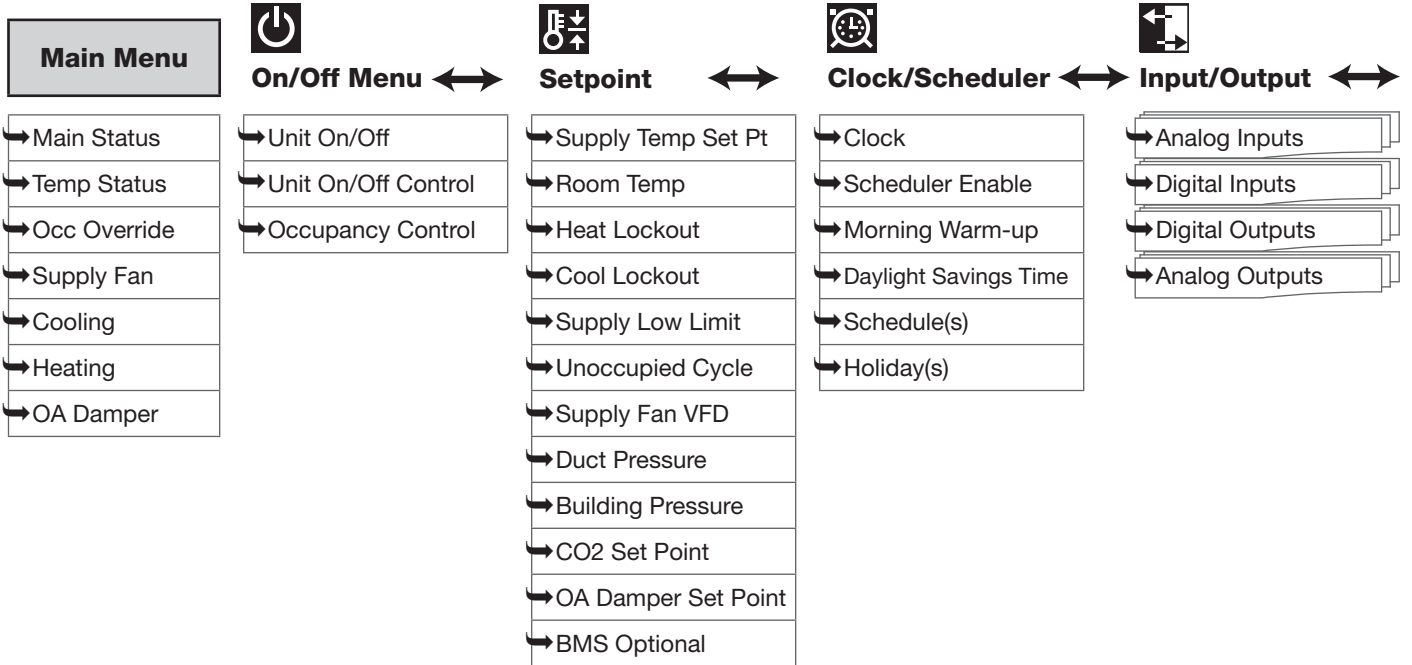 Main Menu
Main Status
Temp Status
Occ Override
Supply Fan
Cooling
Heating
OA Damper
On/Off Menu
Unit On/Off
Unit On/Off Control
Occupancy Control
Setpoint
Supply Temp Set Pt
Room Temp
Heat Lockout
Cool Lockout
Supply Low Limit
Unoccupied Cycle
Supply Fan VFD
Duct Pressure
Building Pressure
CO2 Set Point
OA Damper Set Point
BMS Optional
Clock/Scheduler
Clock
Scheduler Enable
Morning Warm-up
Daylight Savings Time
Schedule(s)
Holiday(s)
Input/Output
Analog Inputs
Digital Inputs
Digital Outputs
Analog Outputs